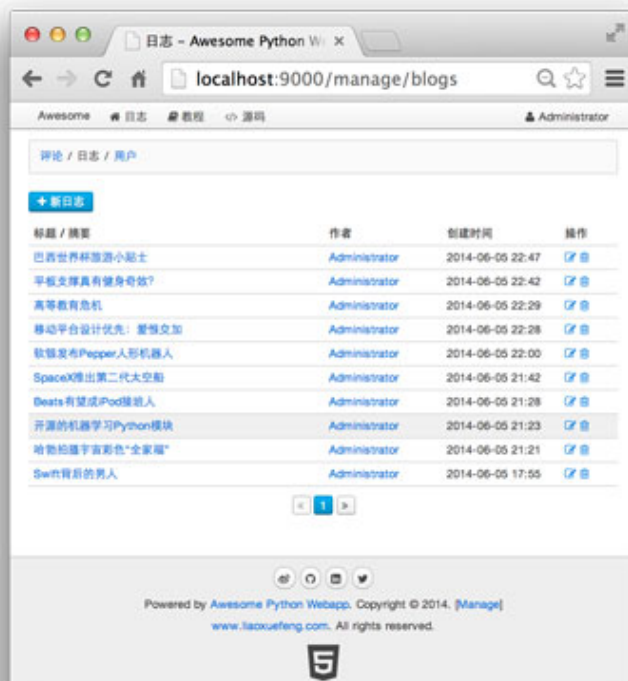 日志 - Awesome Python W
localhost:9000/manage/blogs
Awesome 日志 教程 源码 Administrator
评论 / 日志 / 用户
新日志
标题 / 摘要 作者 创建时间 操作
巴西世界杯旅游小贴士 Administrator 2014-06-05 22:47
平板支撑真有健身奇效? Administrator 2014-06-05 22:42
高等教育危机 Administrator 2014-06-05 22:29
移动平台设计优先：爱恨交加 Administrator 2014-06-05 22:28
软银发布Pepper人形机器人 Administrator 2014-06-05 22:00
SpaceX推出第二代太空船 Administrator 2014-06-05 21:42
Beats有望成iPod接班人 Administrator 2014-06-05 21:28
开源的机器学习Python模块 Administrator 2014-06-05 21:23
哈勃拍摄宇宙彩色“全家福” Administrator 2014-06-05 21:21
Swift背后的男人 Administrator 2014-06-05 17:55
« 1 »
Powered by Awesome Python Webapp. Copyright © 2014. [Manage]
www.liaoxuefeng.com. All rights reserved.